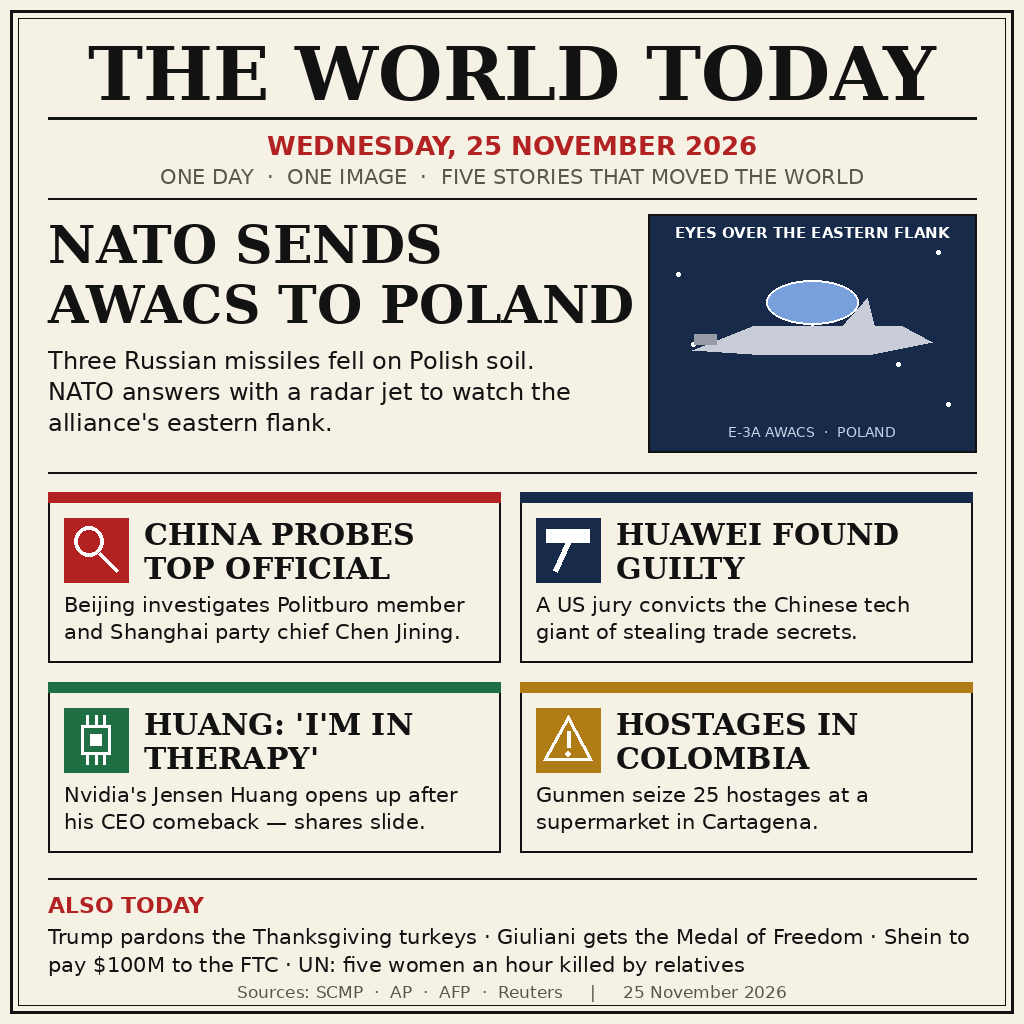 THE WORLD TODAY
WEDNESDAY, 25 NOVEMBER 2026
ONE DAY · ONE IMAGE · FIVE STORIES THAT MOVED THE WORLD
NATO SENDS
AWACS TO POLAND
Three Russian missiles fell on Polish soil.
NATO answers with a radar jet to watch the
alliance's eastern flank.
EYES OVER THE EASTERN FLANK
E-3A AWACS · POLAND
CHINA PROBES
TOP OFFICIAL
Beijing investigates Politburo member
and Shanghai party chief Chen Jining.
HUAWEI FOUND
GUILTY
A US jury convicts the Chinese tech
giant of stealing trade secrets.
HUANG: 'I'M IN
THERAPY'
Nvidia's Jensen Huang opens up after
his CEO comeback — shares slide.
HOSTAGES IN
COLOMBIA
Gunmen seize 25 hostages at a
supermarket in Cartagena.
ALSO TODAY
Trump pardons the Thanksgiving turkeys · Giuliani gets the Medal of Freedom · Shein to
pay $100M to the FTC · UN: five women an hour killed by relatives
Sources: SCMP · AP · AFP · Reuters | 25 November 2026